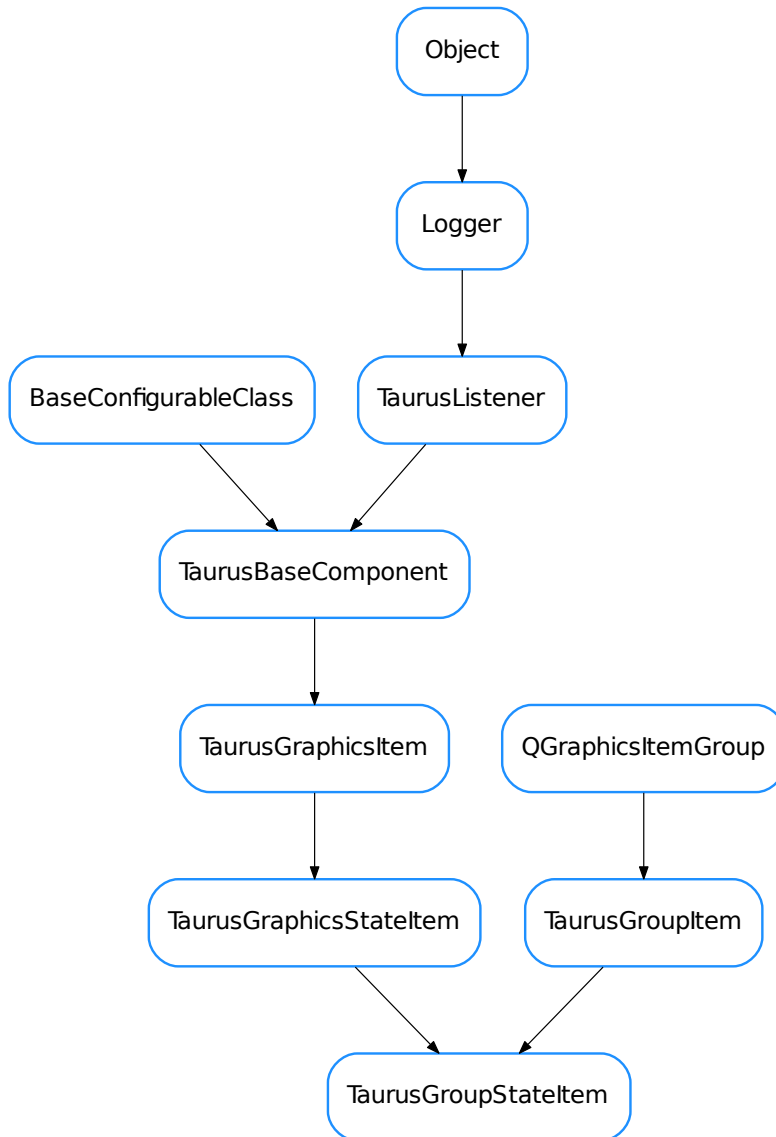 Object
Logger
BaseConfigurableClass
TaurusListener
TaurusBaseComponent
TaurusGraphicsItem
QGraphicsItemGroup
TaurusGraphicsStateItem
TaurusGroupItem
TaurusGroupStateItem